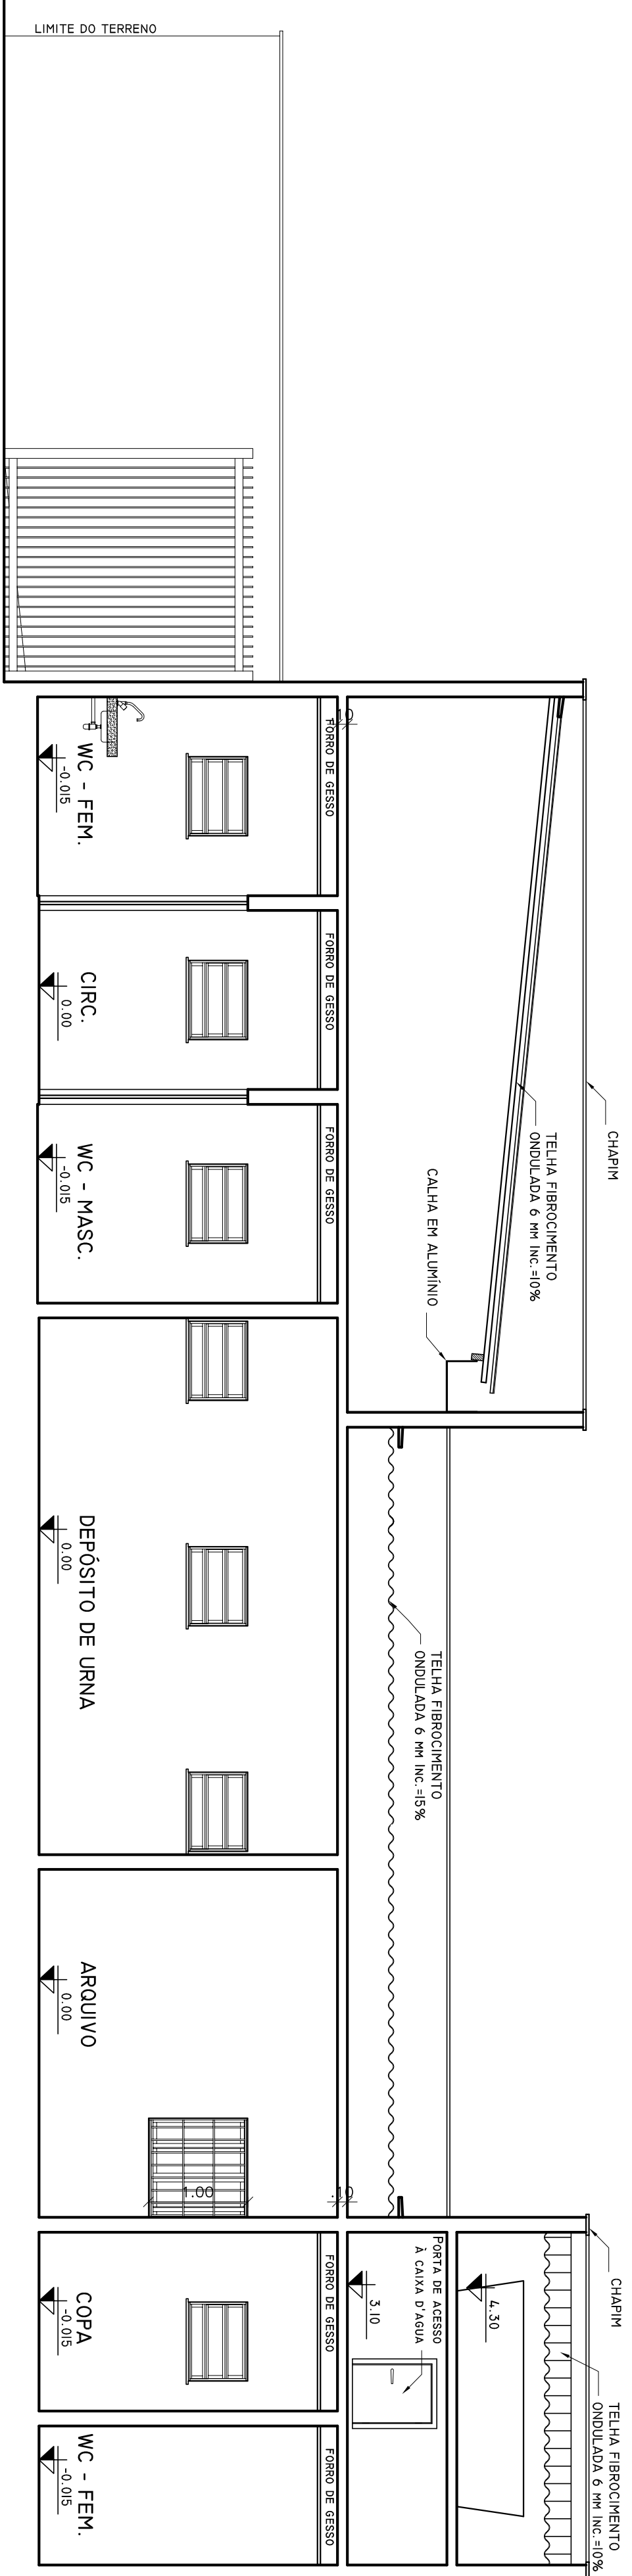 LIMITE DO TERRENO
FORRO DE GESSO
.10
WC - FEM.
-0.015
FORRO DE GESSO
CIRC.
0.00
FORRO DE GESSO
WC - MASC.
-0.015
CHAPIM
TELHA FIBROCIMENTO
ONDULADA 6 MM INC.=10%
CALHA EM ALUMÍNIO
DEPÓSITO DE URNA
0.00
TELHA FIBROCIMENTO
ONDULADA 6 MM INC.=15%
ARQUIVO
0.00
1.00
.10
CHAPIM
TELHA FIBROCIMENTO
ONDULADA 6 MM INC.=10%
4.30
PORTA DE ACESSO
À CAIXA D'AGUA
3.10
FORRO DE GESSO
COPA
-0.015
FORRO DE GESSO
WC - FEM.
-0.015